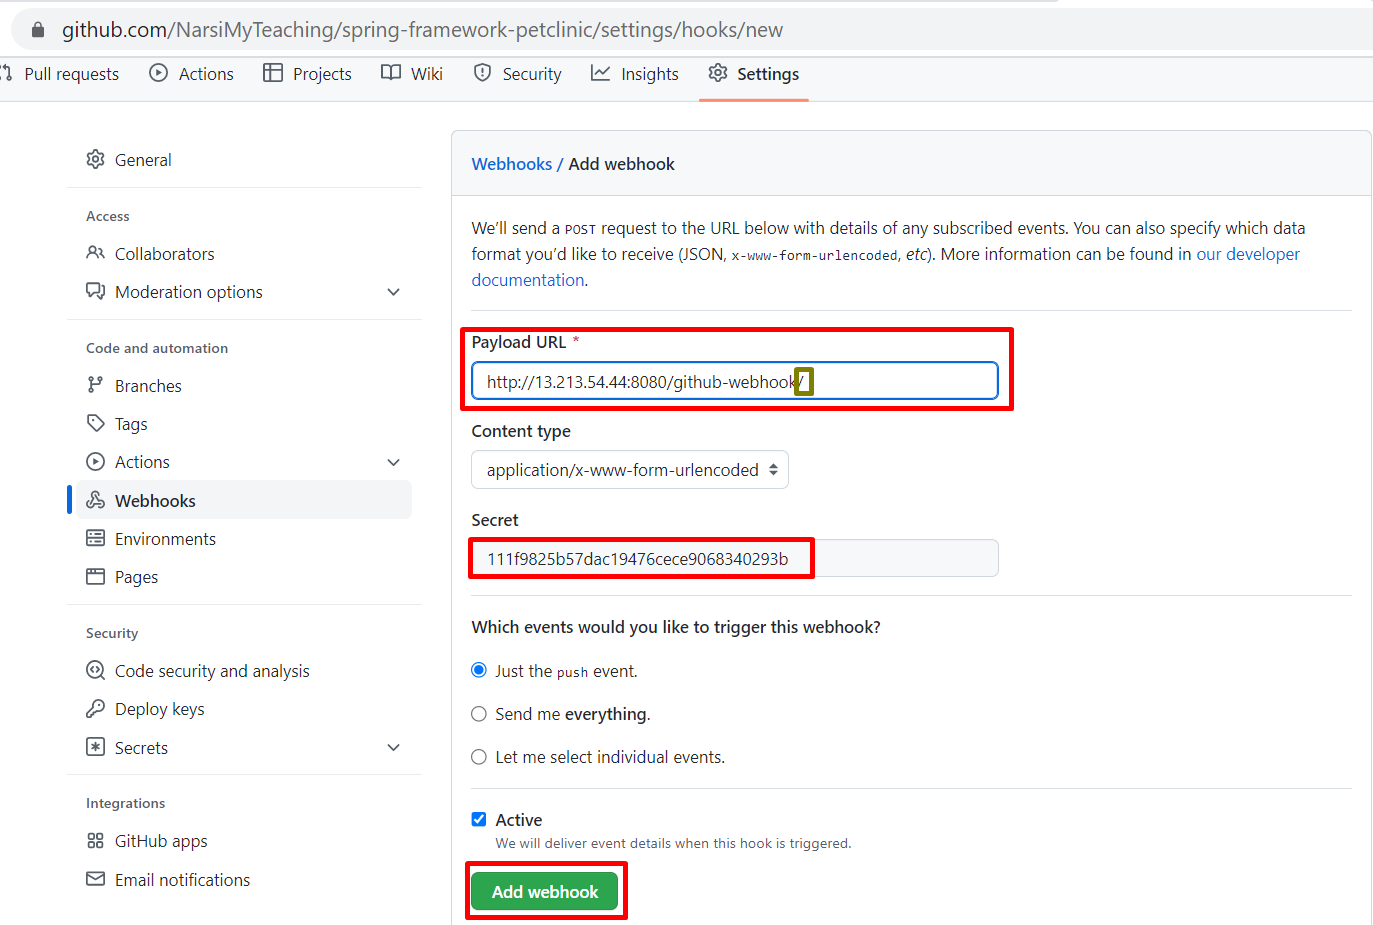 github.com/NarsiMyTeaching/spring-framework-petclinic/settings/hooks/new
Pull requests
Actions
Projects
Wiki
Security
Insights
Settings
General
Access
Collaborators
Moderation options
Code and automation
Branches
Tags
Actions
Webhooks
Environments
Pages
Security
Code security and analysis
Deploy keys
Secrets
Integrations
GitHub apps
Email notifications
Webhooks / Add webhook
We’ll send a POST request to the URL below with details of any subscribed events. You can also specify which data
format you’d like to receive (JSON, x-www-form-urlencoded, etc). More information can be found in our developer
documentation.
Payload URL *
http://13.213.54.44:8080/github-webhook/
Content type
application/x-www-form-urlencoded
Secret
111f9825b57dac19476cece9068340293b
Which events would you like to trigger this webhook?
Just the push event.
Send me everything.
Let me select individual events.
Active
We will deliver event details when this hook is triggered.
Add webhook